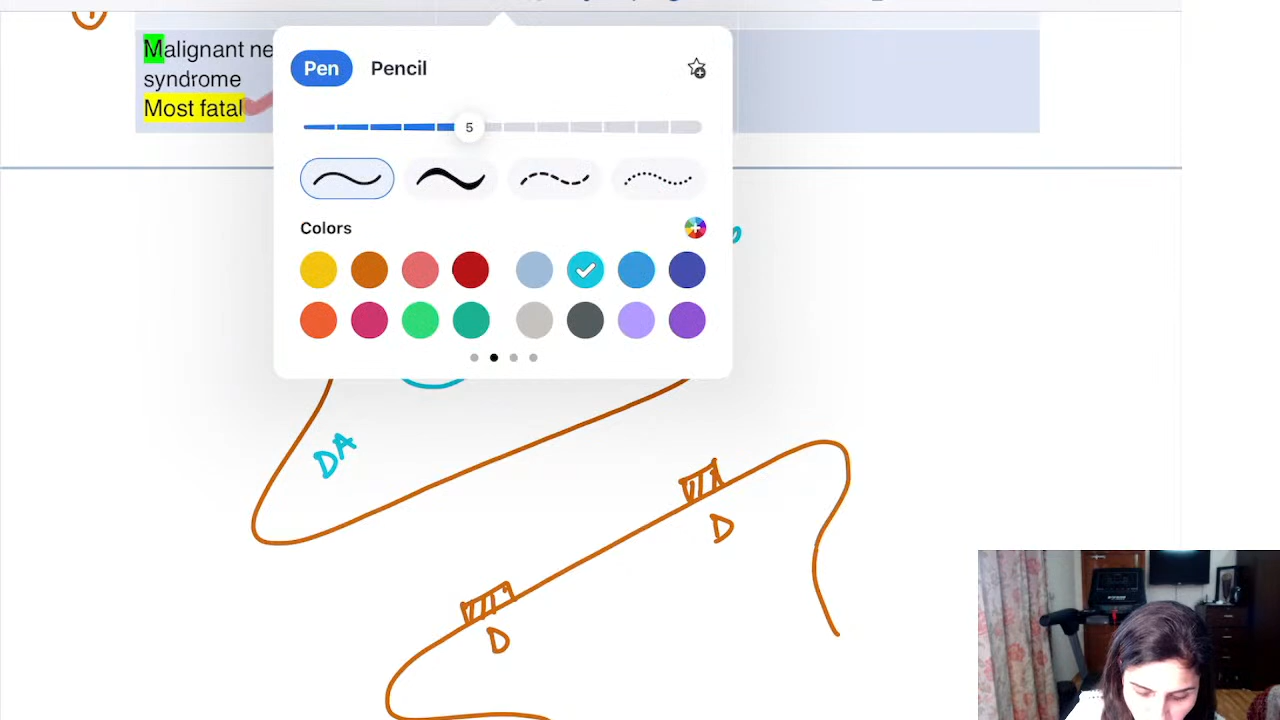 Malignant ne
syndrome
Most fatal
Pen
Pencil
5
Colors
DA
D
D